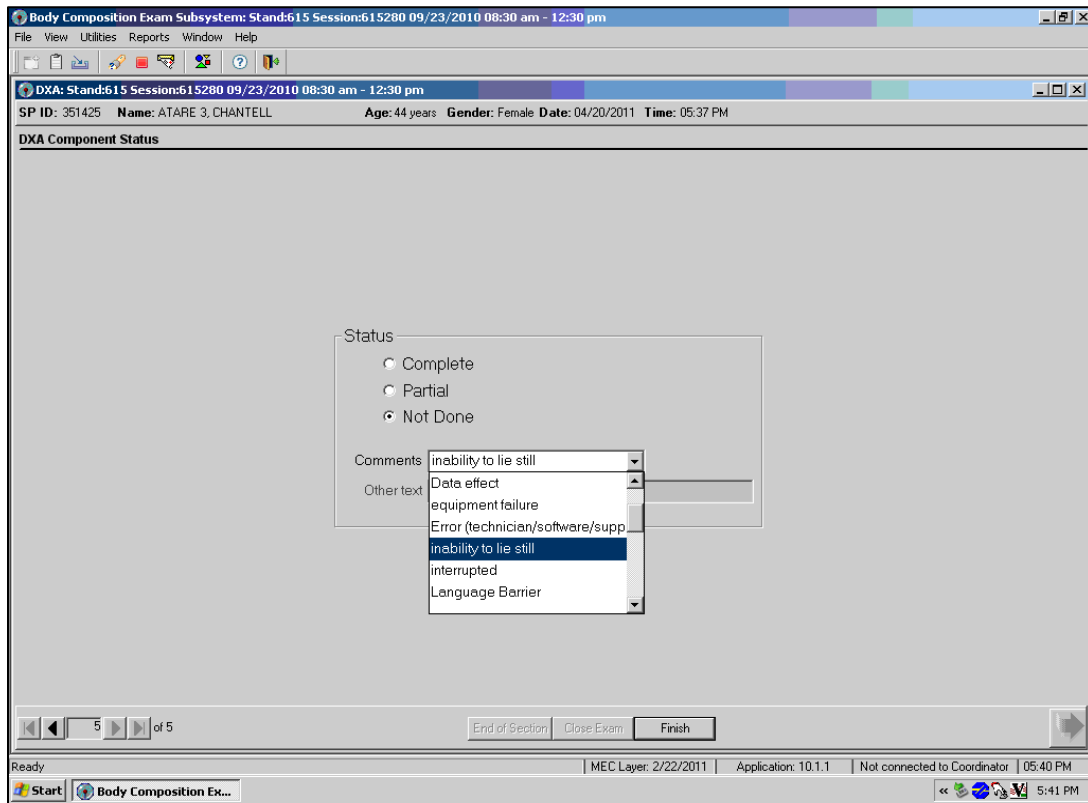 Body Composition Exam Subsystem: Stand:615 Session:615280 09/23/2010 08:30 am - 12:30 pm
File View Utilities Reports Window Help
DXA: Stand:615 Session:615280 09/23/2010 08:30 am - 12:30 pm
SP ID: 351425 Name: ATARE 3, CHANTELL Age: 44 years Gender: Female Date: 04/20/2011 Time: 05:37 PM
DXA Component Status
Status
Complete
Partial
Not Done
Comments inability to lie still
Other text
Data effect
equipment failure
Error (technician/software/supp
inability to lie still
interrupted
Language Barrier
5 of 5 End of Section Close Exam Finish
Ready MEC Layer: 2/22/2011 Application: 10.1.1 Not connected to Coordinator 05:40 PM
Start Body Composition Ex... « 5:41 PM